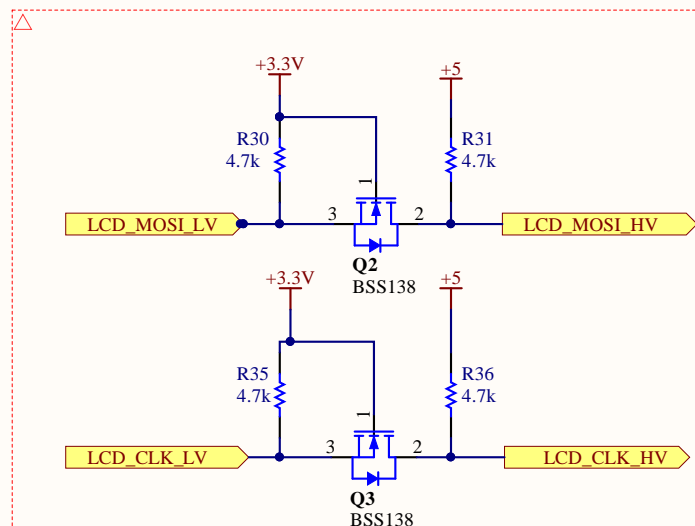 +3.3V
+5
R30
4.7k
R31
4.7k
1
LCD_MOSI_LV
3
2
LCD_MOSI_HV
Q2
BSS138
+3.3V
+5
R35
4.7k
R36
4.7k
1
LCD_CLK_LV
3
2
LCD_CLK_HV
Q3
BSS138